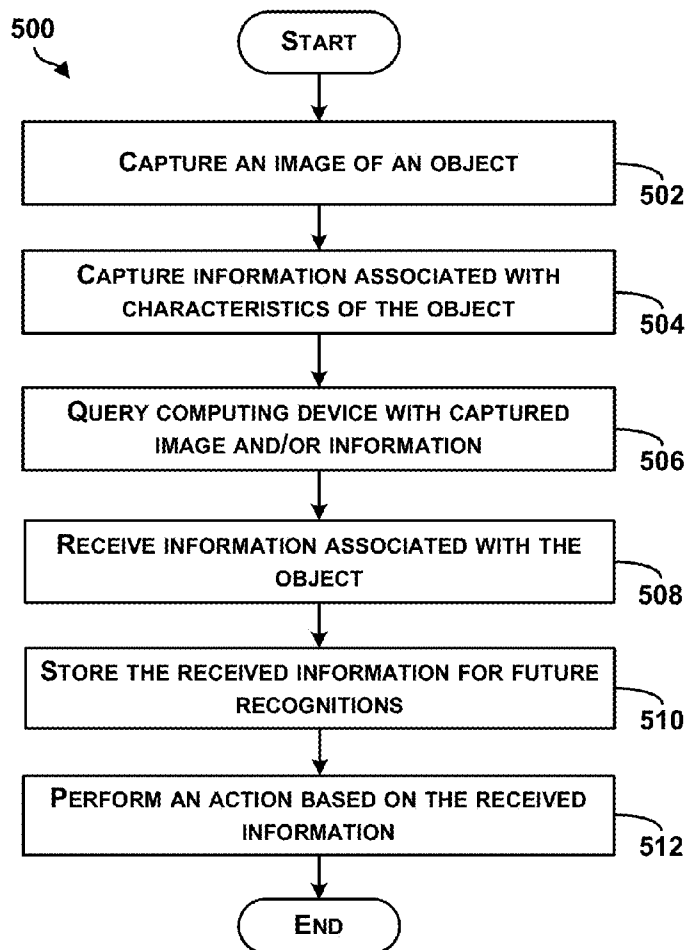 500
START
CAPTURE AN IMAGE OF AN OBJECT
502
CAPTURE INFORMATION ASSOCIATED WITH
CHARACTERISTICS OF THE OBJECT
504
QUERY COMPUTING DEVICE WITH CAPTURED
IMAGE AND/OR INFORMATION
506
RECEIVE INFORMATION ASSOCIATED WITH THE
OBJECT
508
STORE THE RECEIVED INFORMATION FOR FUTURE
RECOGNITIONS
510
PERFORM AN ACTION BASED ON THE RECEIVED
INFORMATION
512
END